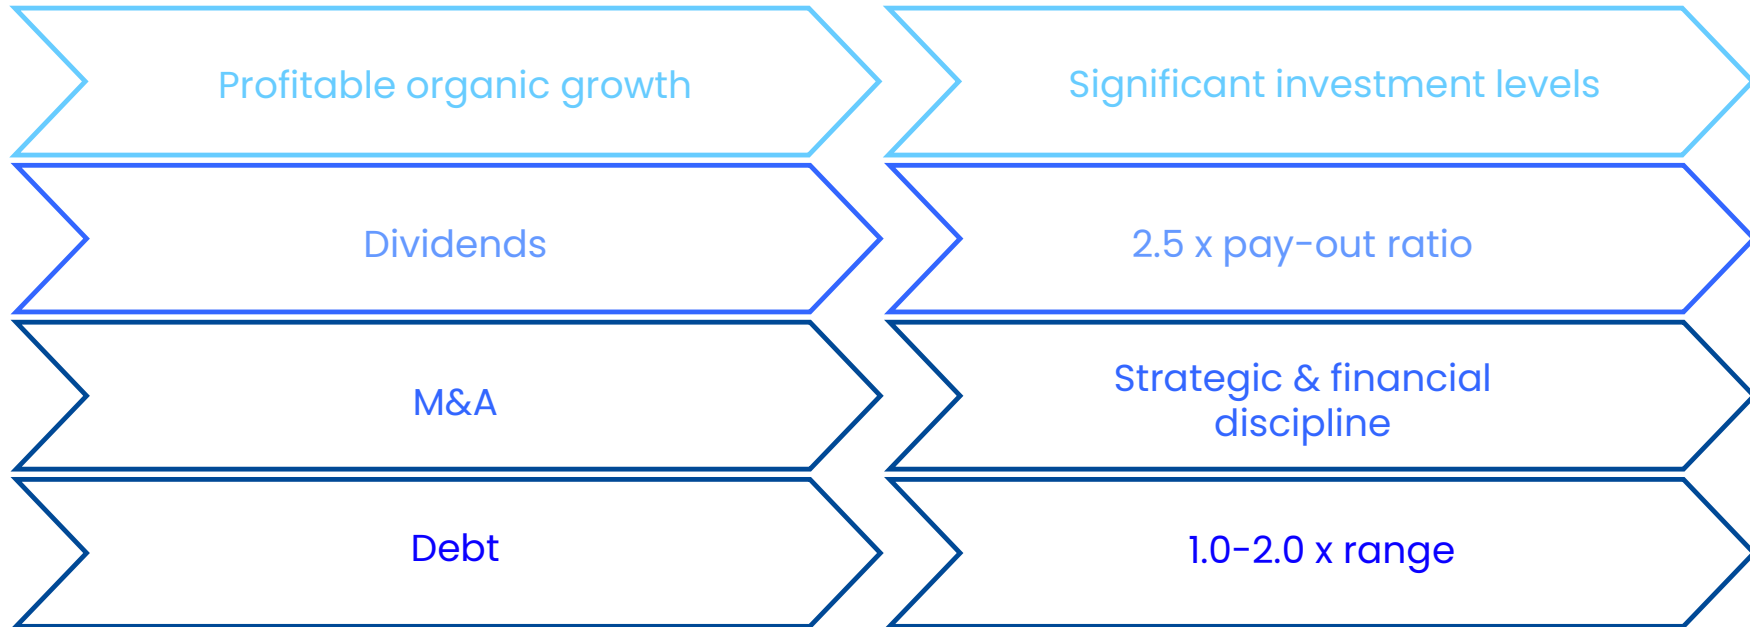 Profitable organic growth
Significant investment levels
Dividends
2.5 x pay-out ratio
M&A
Strategic & financial
discipline
Debt
1.0-2.0 x range